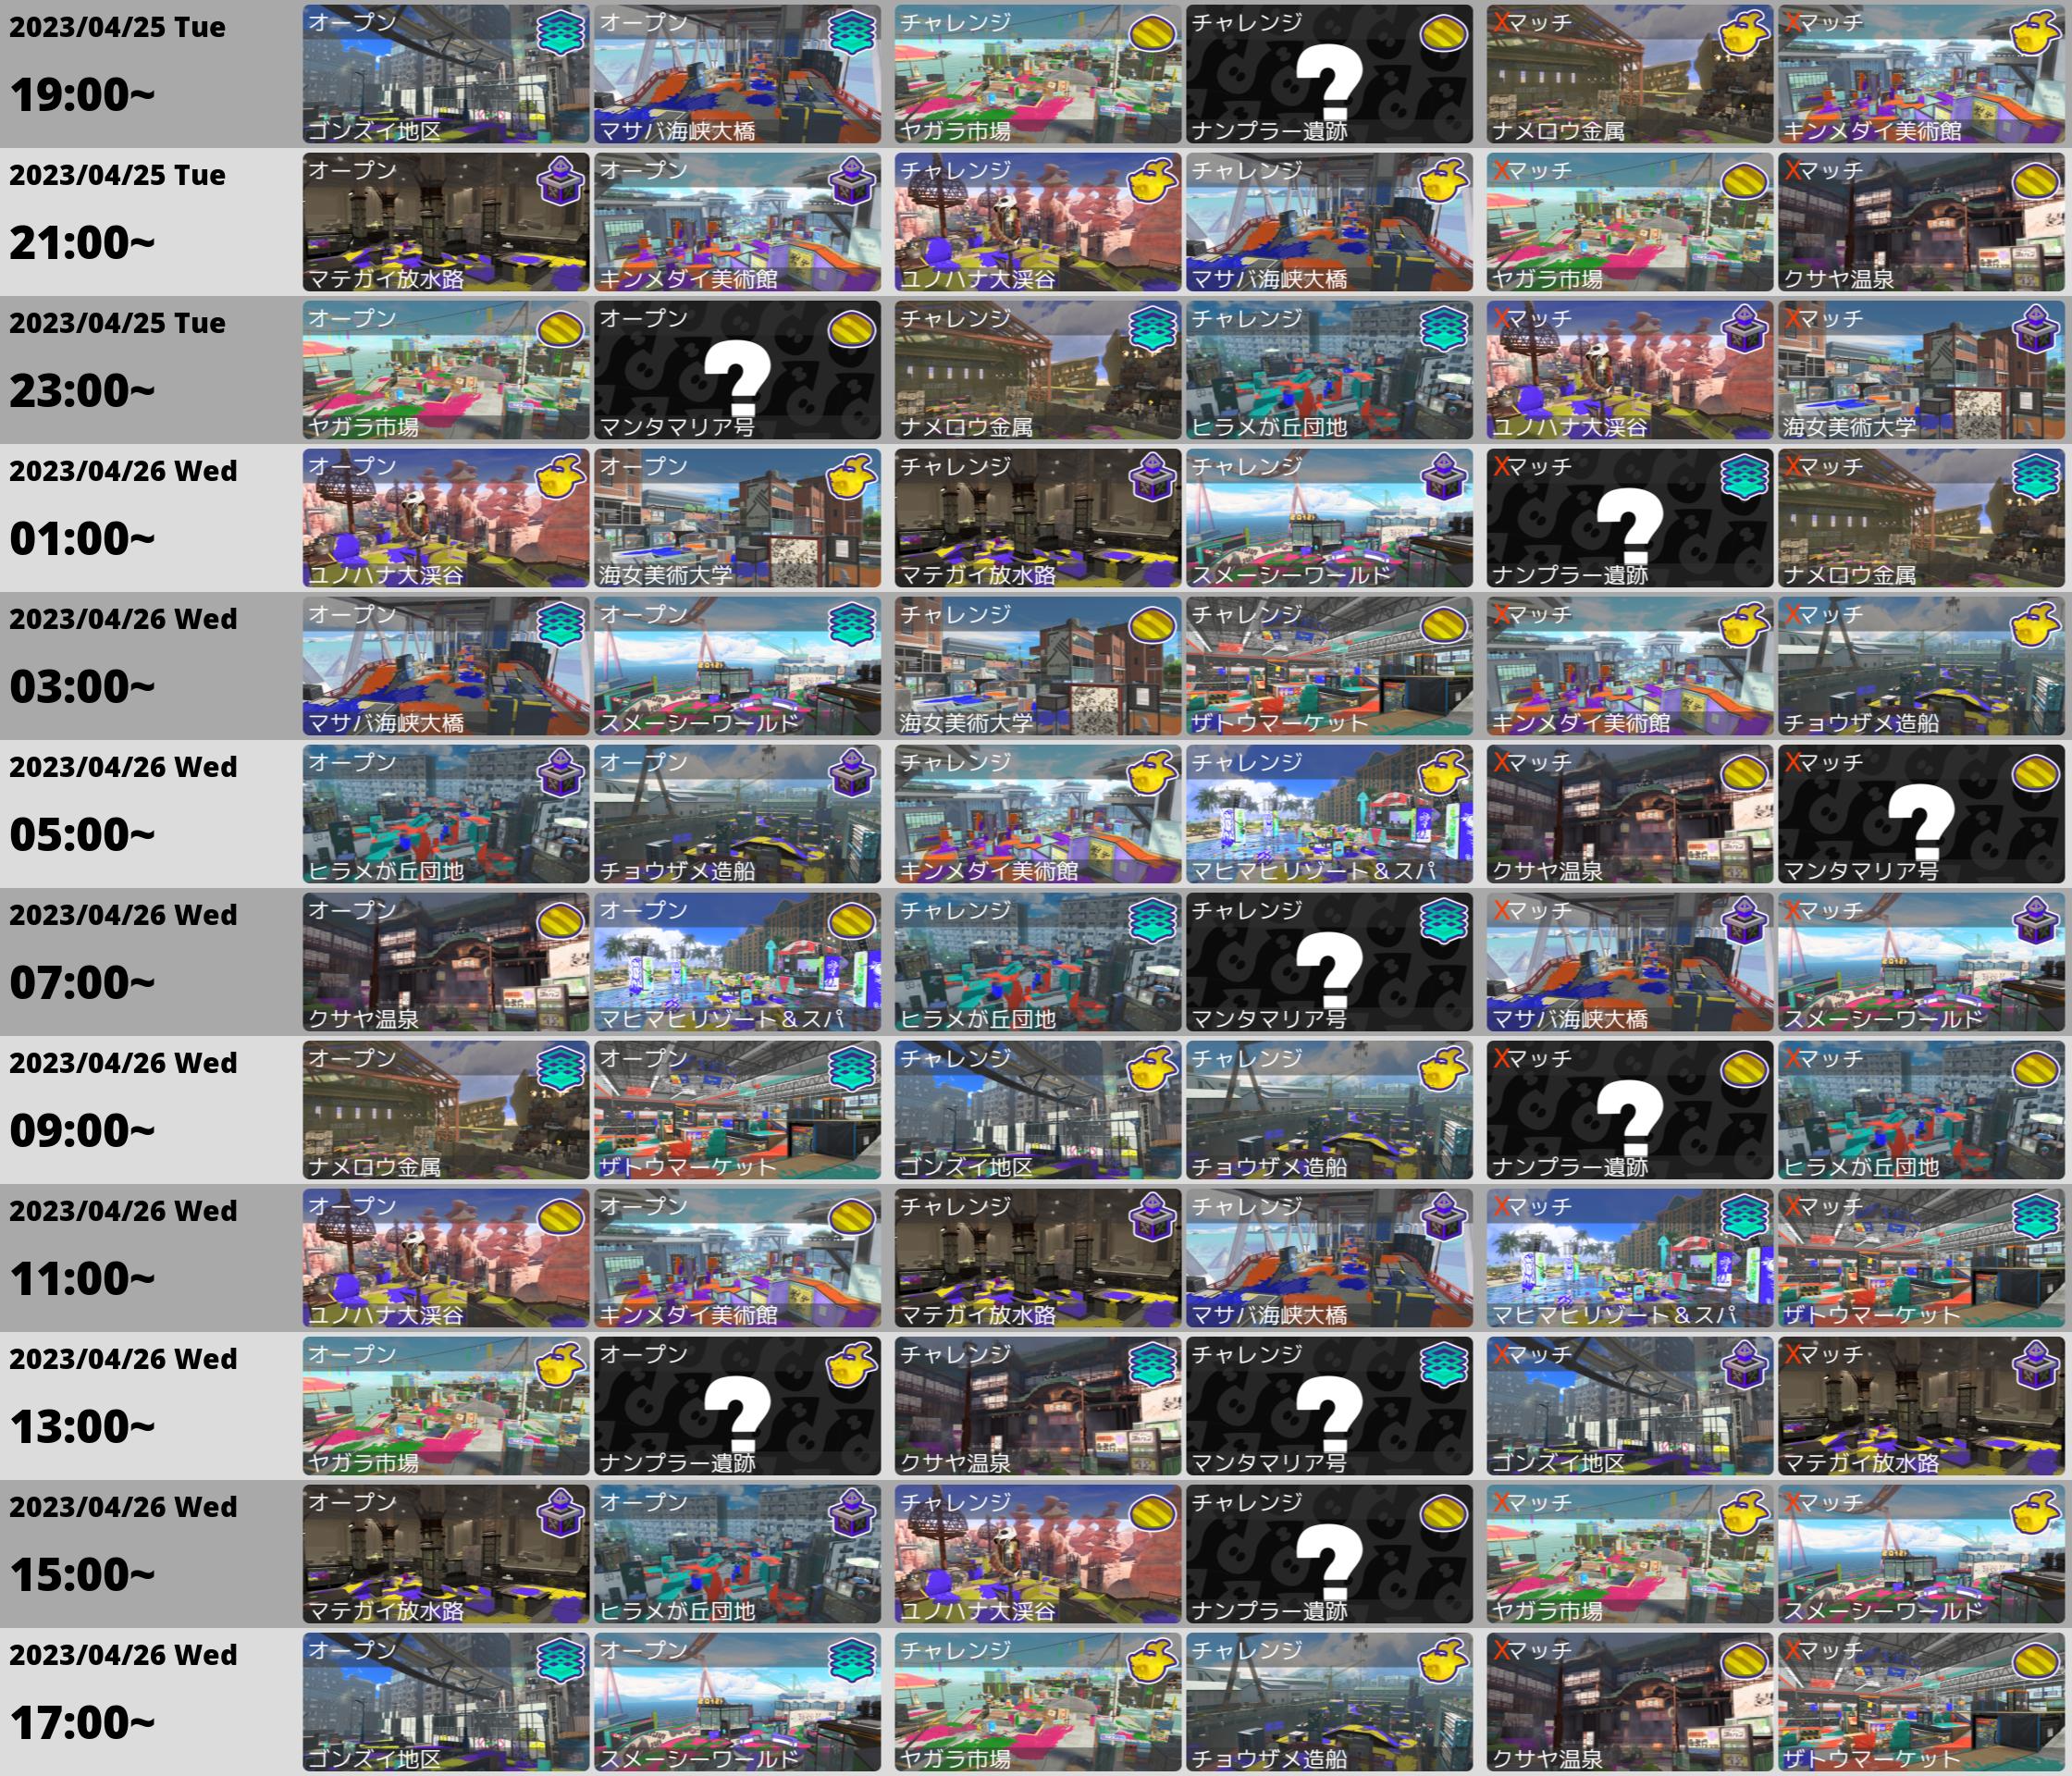 2023/04/25 Tue
19:00~
オープン オープン チャレンジ チャレンジ Xマッチ Xマッチ
ゴンズイ地区 マサバ海峡大橋 ヤガラ市場 ナンプラー遺跡 ナメロウ金属 キンメダイ美術館
2023/04/25 Tue
21:00~
オープン オープン チャレンジ チャレンジ Xマッチ Xマッチ
マテガイ放水路 キンメダイ美術館 ユノハナ大渓谷 マサバ海峡大橋 ヤガラ市場 クサヤ温泉
2023/04/25 Tue
23:00~
オープン オープン チャレンジ チャレンジ Xマッチ Xマッチ
ヤガラ市場 マンタマリア号 ナメロウ金属 ヒラメが丘団地 ユノハナ大渓谷 海女美術大学
2023/04/26 Wed
01:00~
オープン オープン チャレンジ チャレンジ Xマッチ Xマッチ
ユノハナ大渓谷 海女美術大学 マテガイ放水路 スメーシーワールド ナンプラー遺跡 ナメロウ金属
2023/04/26 Wed
03:00~
オープン オープン チャレンジ チャレンジ Xマッチ Xマッチ
マサバ海峡大橋 スメーシーワールド 海女美術大学 ザトウマーケット キンメダイ美術館 チョウザメ造船
2023/04/26 Wed
05:00~
オープン オープン チャレンジ チャレンジ Xマッチ Xマッチ
ヒラメが丘団地 チョウザメ造船 キンメダイ美術館 マヒマヒリゾート&スパ クサヤ温泉 マンタマリア号
2023/04/26 Wed
07:00~
オープン オープン チャレンジ チャレンジ Xマッチ Xマッチ
クサヤ温泉 マヒマヒリゾート&スパ ヒラメが丘団地 マンタマリア号 マサバ海峡大橋 スメーシーワールド
2023/04/26 Wed
09:00~
オープン オープン チャレンジ チャレンジ Xマッチ Xマッチ
ナメロウ金属 ザトウマーケット ゴンズイ地区 チョウザメ造船 ナンプラー遺跡 ヒラメが丘団地
2023/04/26 Wed
11:00~
オープン オープン チャレンジ チャレンジ Xマッチ Xマッチ
ユノハナ大渓谷 キンメダイ美術館 マテガイ放水路 マサバ海峡大橋 マヒマヒリゾート&スパ ザトウマーケット
2023/04/26 Wed
13:00~
オープン オープン チャレンジ チャレンジ Xマッチ Xマッチ
ヤガラ市場 ナンプラー遺跡 クサヤ温泉 マンタマリア号 ゴンズイ地区 マテガイ放水路
2023/04/26 Wed
15:00~
オープン オープン チャレンジ チャレンジ Xマッチ Xマッチ
マテガイ放水路 ヒラメが丘団地 ユノハナ大渓谷 ナンプラー遺跡 ヤガラ市場 スメーシーワールド
2023/04/26 Wed
17:00~
オープン オープン チャレンジ チャレンジ Xマッチ Xマッチ
ゴンズイ地区 スメーシーワールド ヤガラ市場 チョウザメ造船 クサヤ温泉 ザトウマーケット